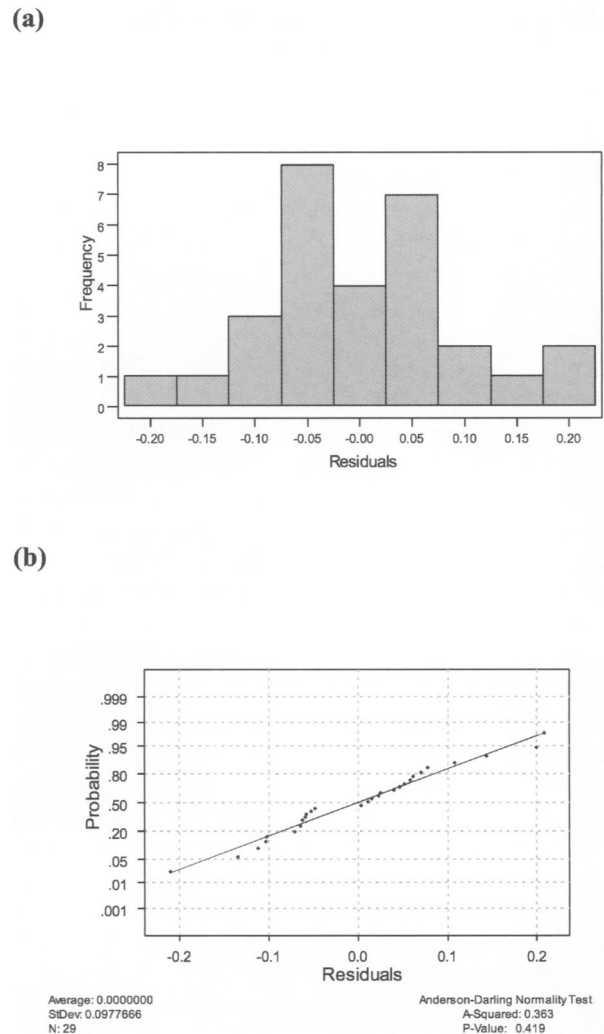 (a)
8
7
6
5
4
3
2
1
0
Frequency
-0.20 -0.15 -0.10 -0.05 -0.00 0.05 0.10 0.15 0.20
Residuals
(b)
.999
.99
.95
.80
.50
.20
.05
.01
.001
Probability
-0.2 -0.1 0.0 0.1 0.2
Residuals
Average: 0.0000000
StDev: 0.0977666
N: 29
Anderson-Darling Normality Test
A-Squared: 0.363
P-Value: 0.419